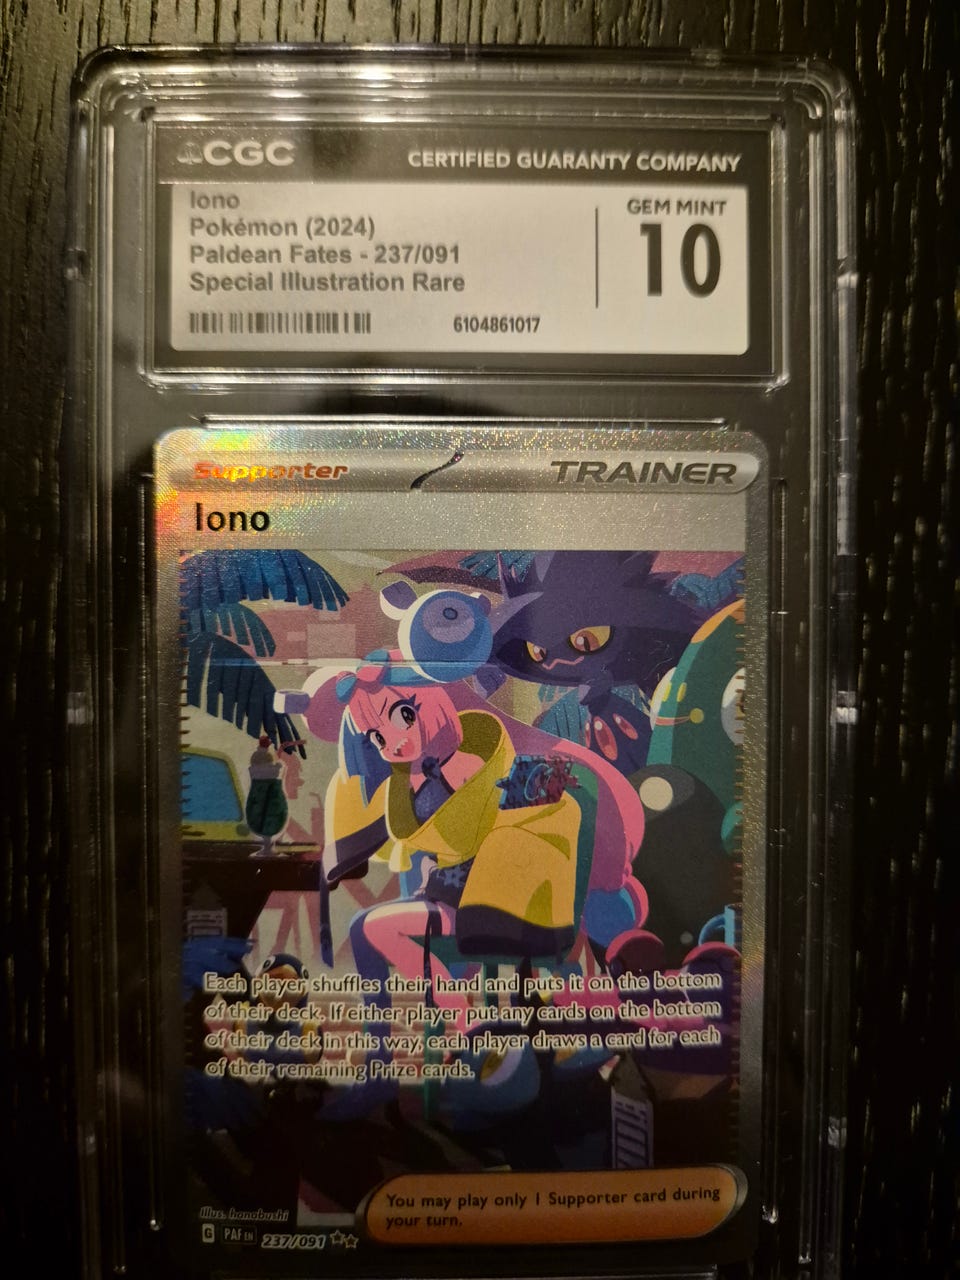 CGC
CERTIFIED GUARANTY COMPANY
Iono
Pokémon (2024)
Paldean Fates - 237/091
Special Illustration Rare
GEM MINT
10
6104861017
Supporter
TRAINER
Iono
Each player shuffles their hand and puts it on the bottom
of their deck. If either player put any cards on the bottom
of their deck in this way, each player draws a card for each
of their remaining Prize cards.
You may play only 1 Supporter card during
your turn.
Illus. hanabushi
G PAF EN 237/091